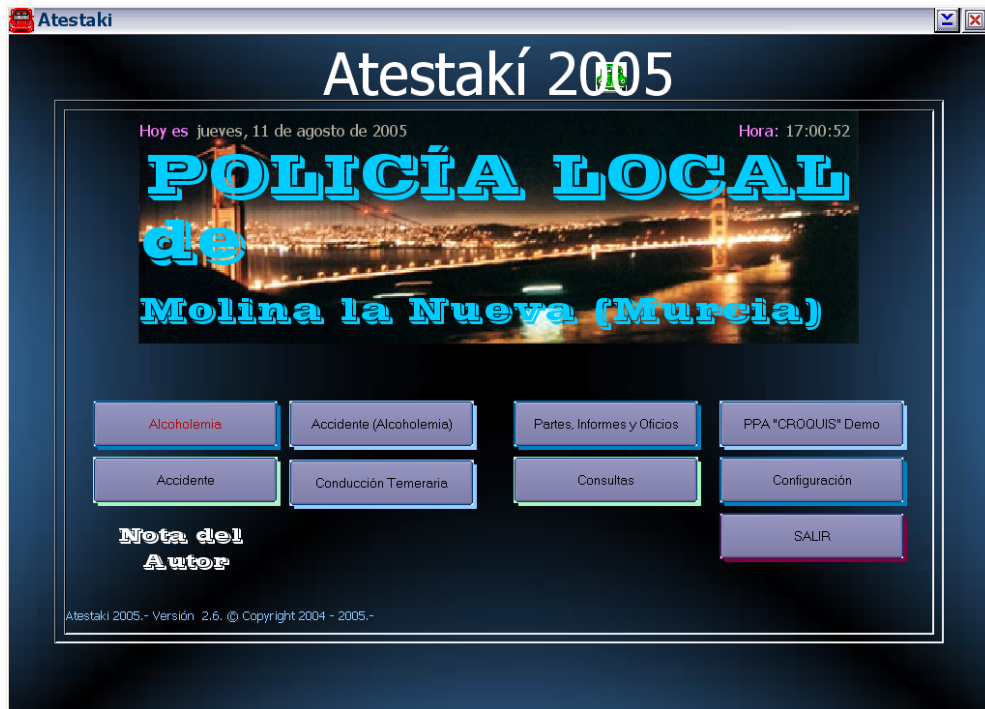 Atestaki
Atestakí 2005
Hoy es jueves, 11 de agosto de 2005
Hora: 17:00:52
POLICÍA LOCAL
de
Molina la Nueva (Murcia)
Alcoholemia
Accidente (Alcoholemia)
Partes, Informes y Oficios
PPA "CROQUIS" Demo
Accidente
Conducción Temeraria
Consultas
Configuración
Nota del
Autor
SALIR
Atestaki 2005.- Versión 2.6. © Copyright 2004 - 2005.-